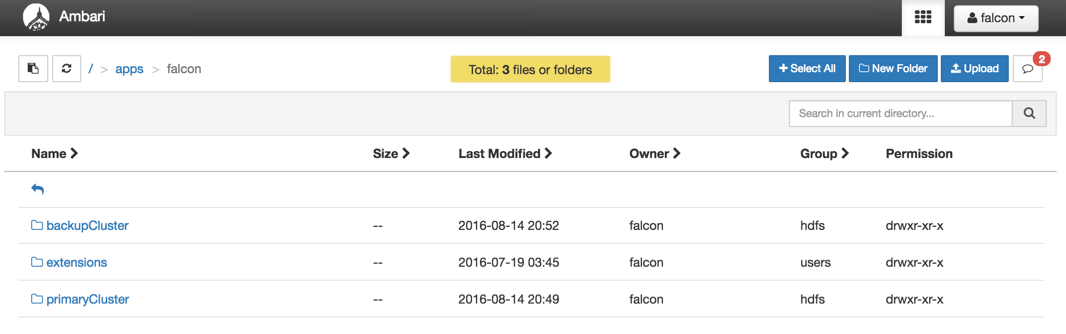 Ambari
falcon
/ > apps > falcon
Total: 3 files or folders
Select All
New Folder
Upload
2
Search in current directory...
Name Size Last Modified Owner Group Permission
backupCluster -- 2016-08-14 20:52 falcon hdfs drwxr-xr-x
extensions -- 2016-07-19 03:45 falcon users drwxr-xr-x
primaryCluster -- 2016-08-14 20:49 falcon hdfs drwxr-xr-x